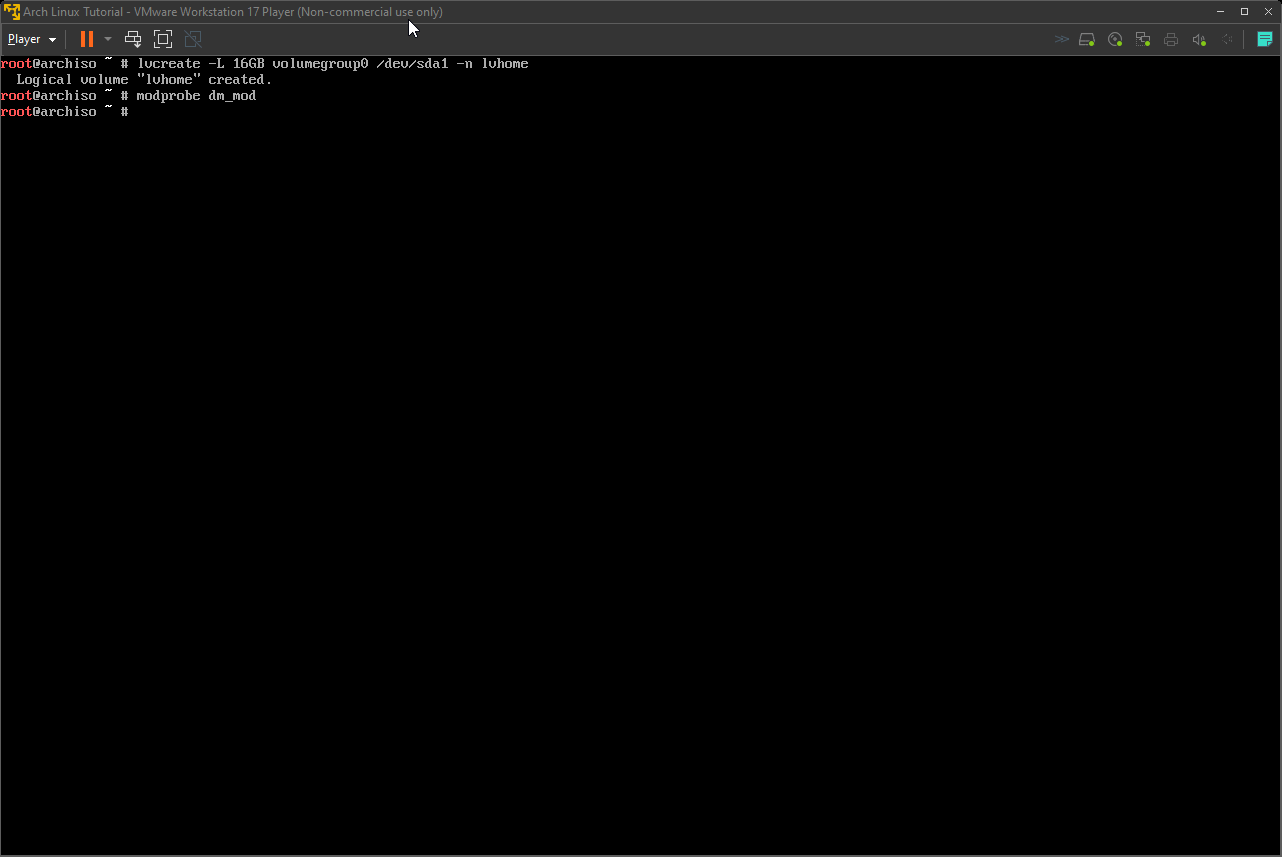 Arch Linux Tutorial - VMware Workstation 17 Player (Non-commercial use only)
Player
root@archiso ~ # lvcreate -L 16GB volumegroup0 /dev/sda1 -n lvhome
  Logical volume "lvhome" created.
root@archiso ~ # modprobe dm_mod
root@archiso ~ #